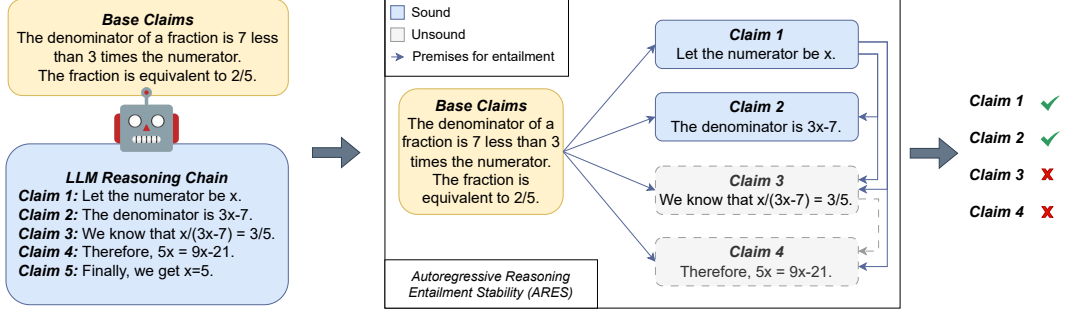 Base Claims
The denominator of a fraction is 7 less
than 3 times the numerator.
The fraction is equivalent to 2/5.
LLM Reasoning Chain
Claim 1: Let the numerator be x.
Claim 2: The denominator is 3x-7.
Claim 3: We know that x/(3x-7) = 3/5.
Claim 4: Therefore, 5x = 9x-21.
Claim 5: Finally, we get x=5.
Sound
Unsound
Premises for entailment
Base Claims
The denominator of a
fraction is 7 less than 3
times the numerator.
The fraction is
equivalent to 2/5.
Claim 1
Let the numerator be x.
Claim 2
The denominator is 3x-7.
Claim 3
We know that x/(3x-7) = 3/5.
Claim 4
Therefore, 5x = 9x-21.
Autoregressive Reasoning
Entailment Stability (ARES)
Claim 1
Claim 2
Claim 3
Claim 4